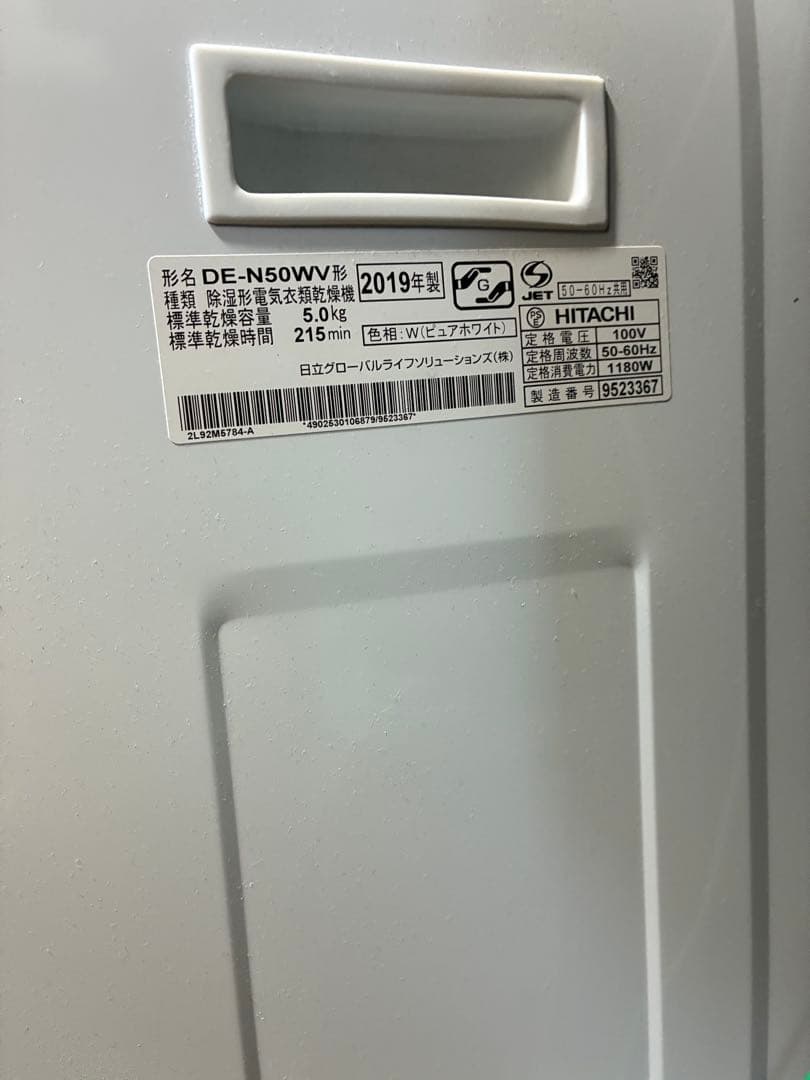 形名 DE-N50WV形
2019年製
種類 除湿形電気衣類乾燥機
標準乾燥容量 5.0kg
標準乾燥時間 215min
色相:W(ピュアホワイト)
日立グローバルライフソリューションズ(株)
2L92M5784-A
*4902530106879/9523367*
G
S
JET
50-60Hz共用
PS
E
HITACHI
定格電圧 100V
定格周波数 50-60Hz
定格消費電力 1180W
製造番号 9523367